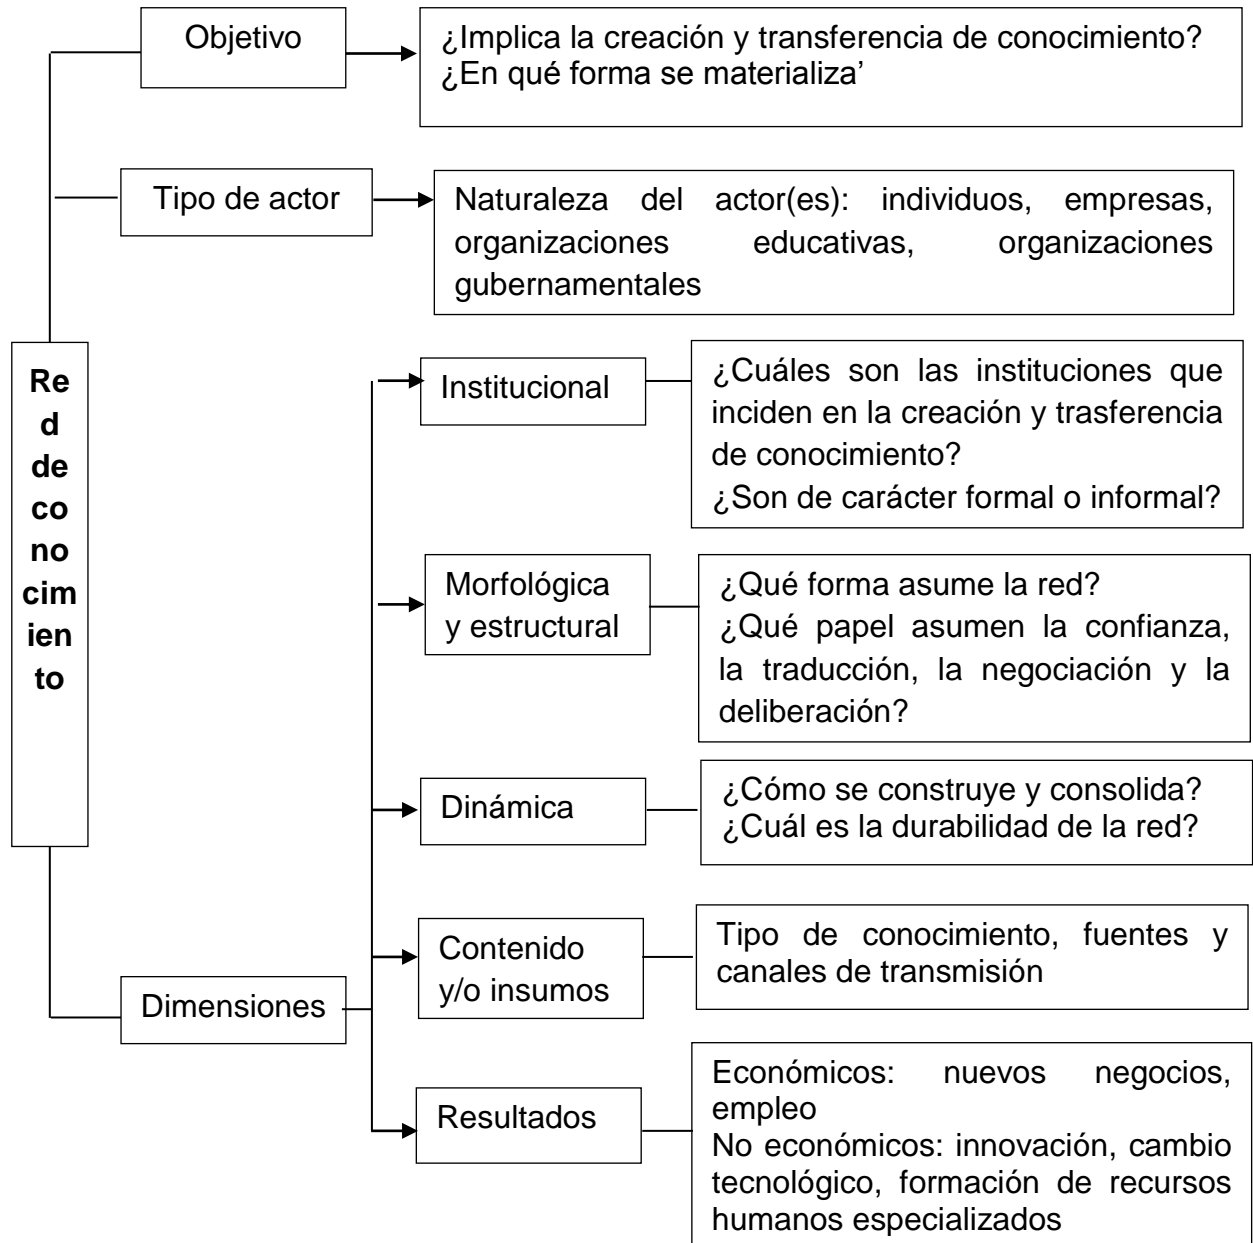 Objetivo
¿Implica la creación y transferencia de conocimiento?
¿En qué forma se materializa’
Tipo de actor
Naturaleza del actor(es): individuos, empresas,
organizaciones educativas, organizaciones
gubernamentales
Re
d
de
co
no
cim
ien
to
Institucional
¿Cuáles son las instituciones que
inciden en la creación y trasferencia
de conocimiento?
¿Son de carácter formal o informal?
Morfológica
y estructural
¿Qué forma asume la red?
¿Qué papel asumen la confianza,
la traducción, la negociación y la
deliberación?
Dinámica
¿Cómo se construye y consolida?
¿Cuál es la durabilidad de la red?
Contenido
y/o insumos
Tipo de conocimiento, fuentes y
canales de transmisión
Dimensiones
Resultados
Económicos: nuevos negocios,
empleo
No económicos: innovación, cambio
tecnológico, formación de recursos
humanos especializados